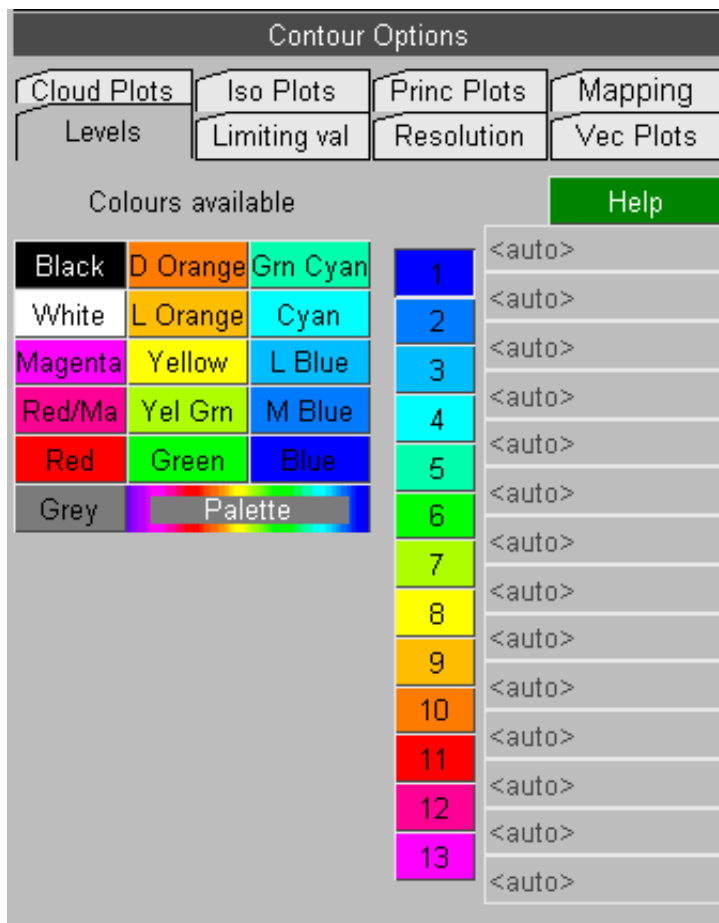 Contour Options
Cloud Plots Iso Plots Princ Plots Mapping
Levels Limiting val Resolution Vec Plots
Colours available Help
Black D Orange Grn Cyan
White L Orange Cyan
Magenta Yellow L Blue
Red/Ma Yel Grn M Blue
Red Green Blue
Grey Palette
<auto>
1
<auto>
2
<auto>
3
<auto>
4
<auto>
5
<auto>
6
<auto>
7
<auto>
8
<auto>
9
<auto>
10
<auto>
11
<auto>
12
<auto>
13
<auto>